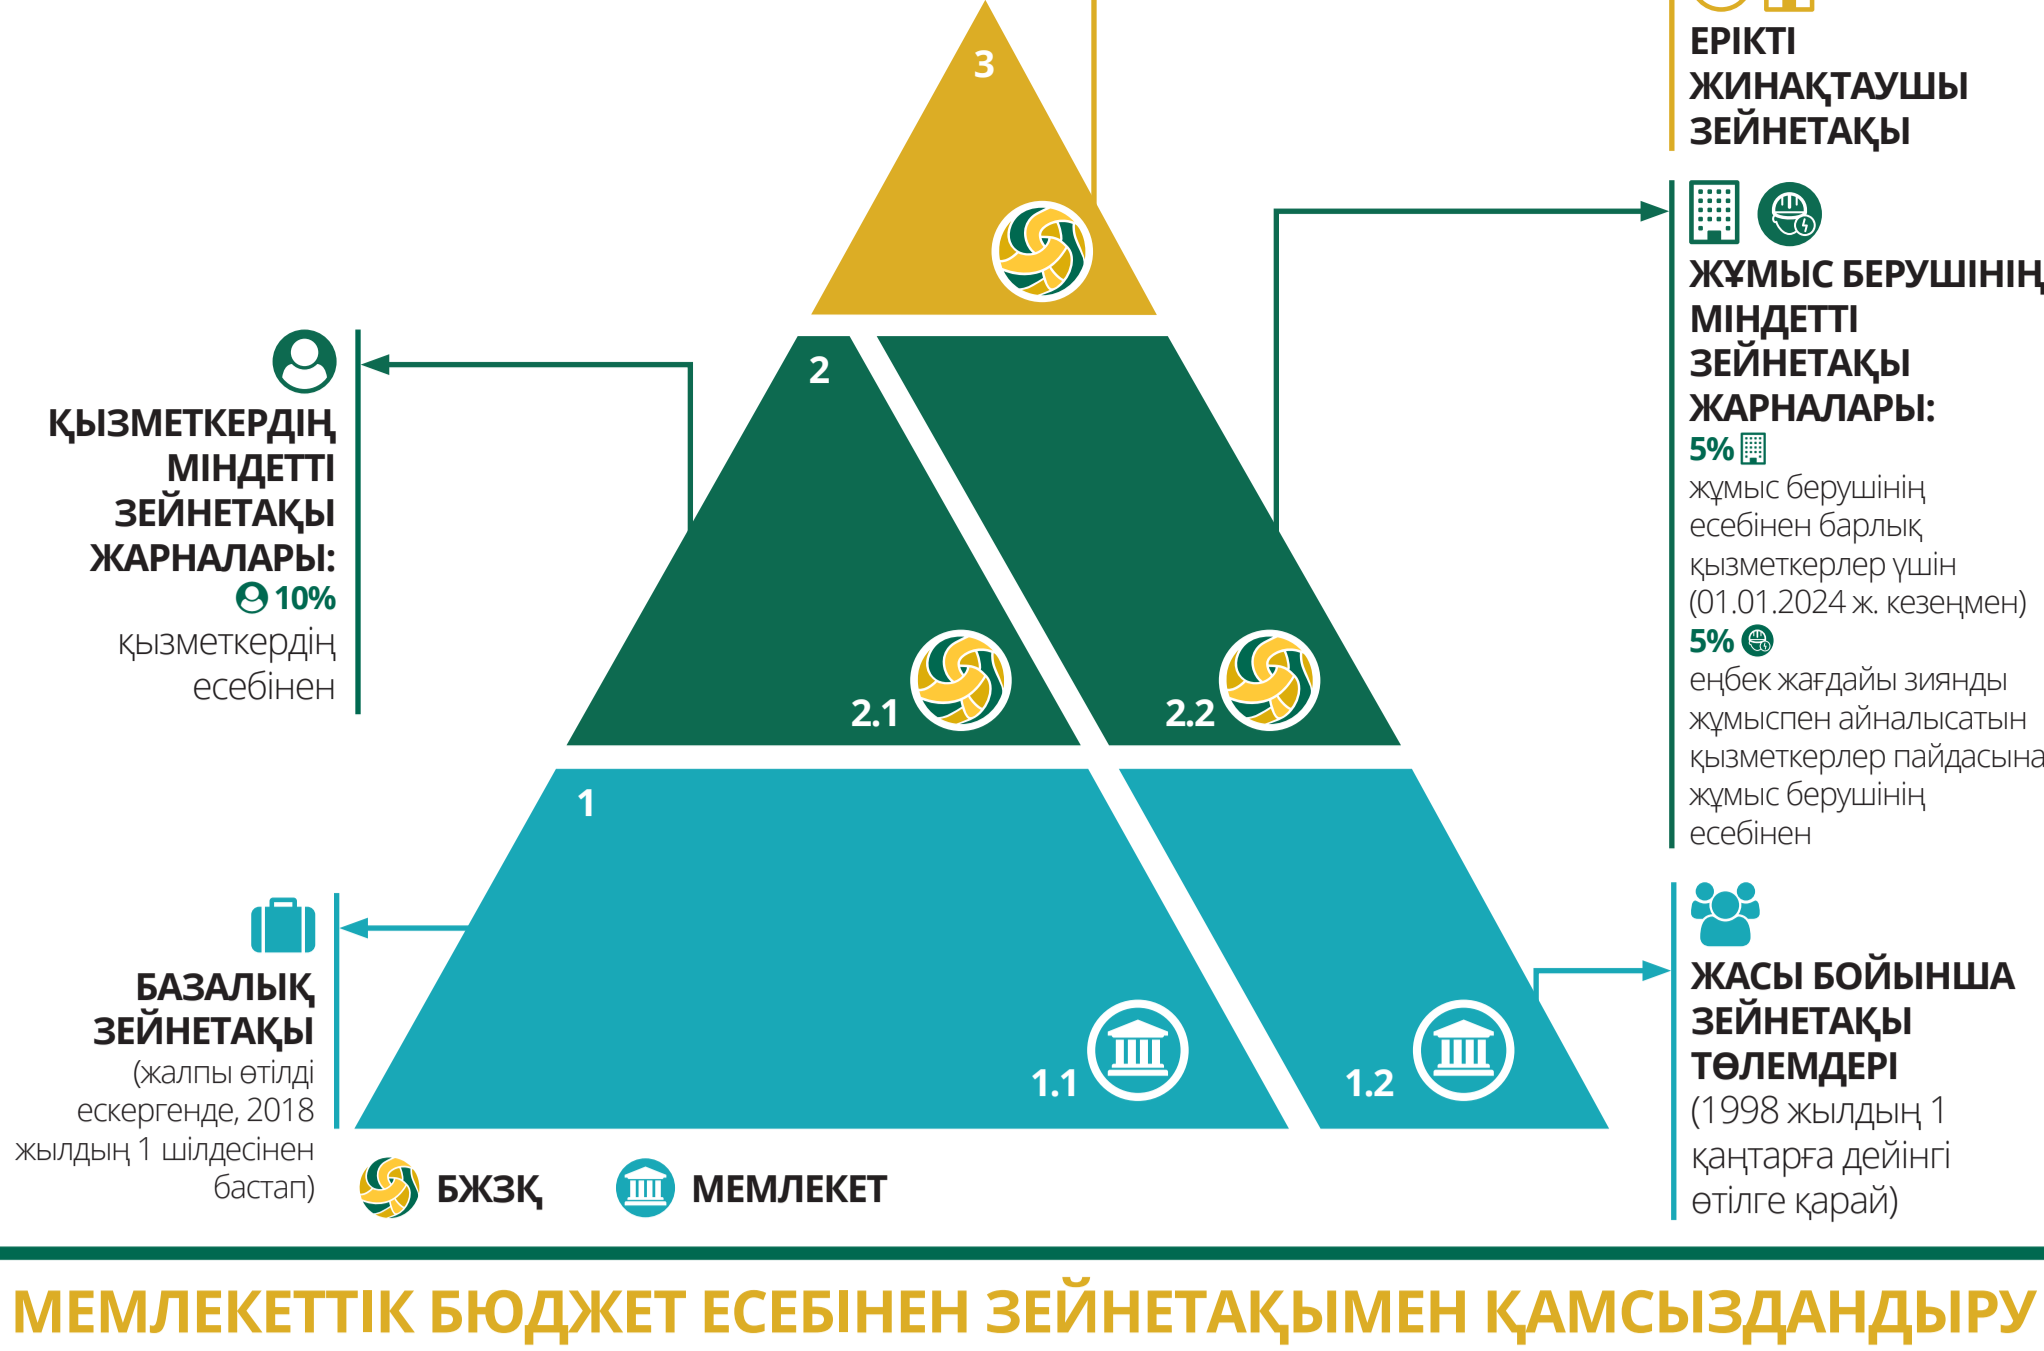 3
ЕРІКТІ
ЖИНАҚТАУШЫ
ЗЕЙНЕТАҚЫ
ЖҰМЫС БЕРУШІНІҢ
МІНДЕТТІ
ЗЕЙНЕТАҚЫ
ЖАРНАЛАРЫ:
5%
жұмыс берушінің
есебінен барлық
қызметкерлер үшін
(01.01.2024 ж. кезеңмен)
5%
еңбек жағдайы зиянды
жұмыспен айналысатын
қызметкерлер пайдасына
жұмыс берушінің
есебінен
2
ҚЫЗМЕТКЕРДІҢ
МІНДЕТТІ
ЗЕЙНЕТАҚЫ
ЖАРНАЛАРЫ:
10%
қызметкердің
есебінен
2.1
2.2
1
БАЗАЛЫҚ
ЗЕЙНЕТАҚЫ
(жалпы өтілді
ескергенде, 2018
жылдың 1 шілдесінен
бастап)
1.1
1.2
ЖАСЫ БОЙЫНША
ЗЕЙНЕТАҚЫ
ТӨЛЕМДЕРІ
(1998 жылдың 1
қаңтарға дейінгі
өтілге қарай)
БЖЗҚ
МЕМЛЕКЕТ
МЕМЛЕКЕТТІК БЮДЖЕТ ЕСЕБІНЕН ЗЕЙНЕТАҚЫМЕН ҚАМСЫЗДАНДЫРУ